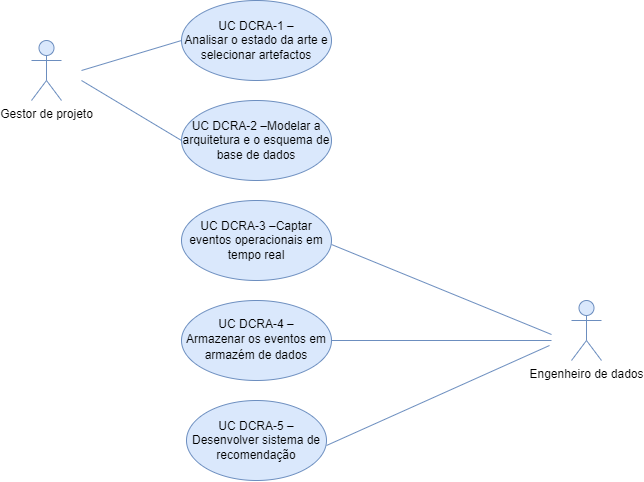 UC DCRA-1 –
Analisar o estado da arte e
selecionar artefactos
Gestor de projeto
UC DCRA-2 –Modelar a
arquitetura e o esquema de
base de dados
UC DCRA-3 –Captar
eventos operacionais em
tempo real
UC DCRA-4 –
Armazenar os eventos em
armazém de dados
Engenheiro de dados
UC DCRA-5 –
Desenvolver sistema de
recomendação